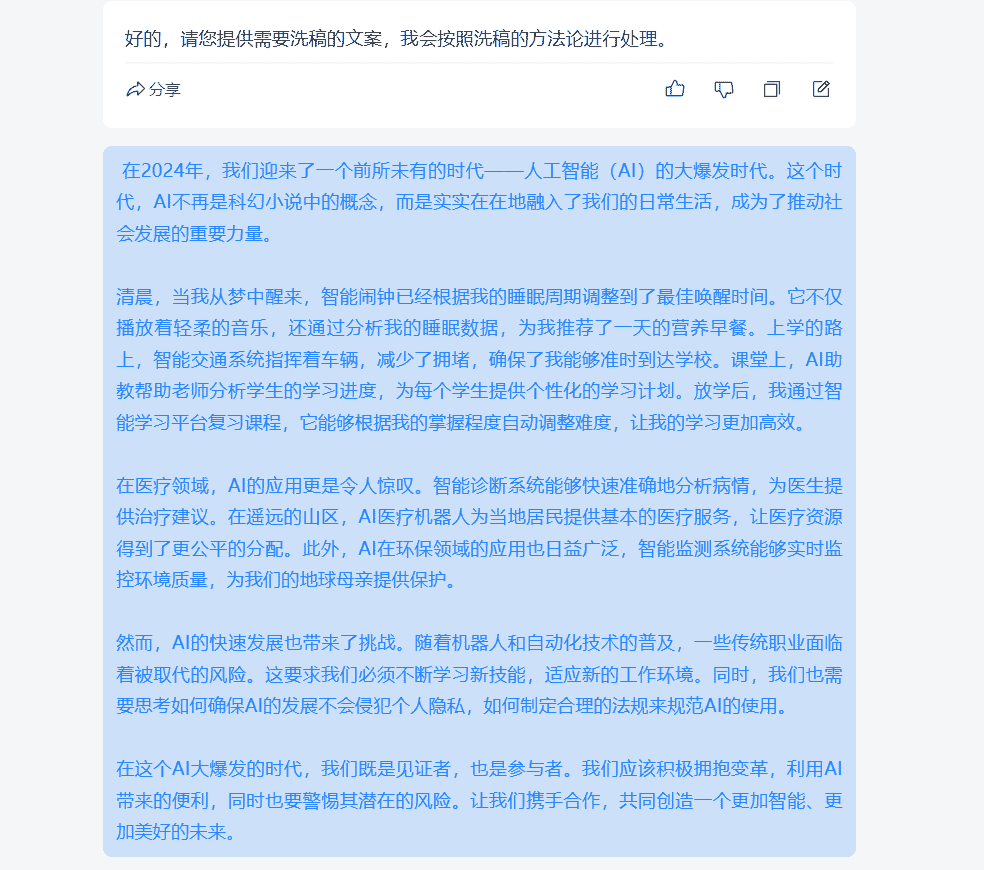 好的，请您提供需要洗稿的文案，我会按照洗稿的方法论进行处理。
分享
在2024年，我们迎来了一个前所未有的时代——人工智能（AI）的大爆发时代。这个时
代，AI不再是科幻小说中的概念，而是实实在在地融入了我们的日常生活，成为了推动社
会发展的重要力量。
清晨，当我从梦中醒来，智能闹钟已经根据我的睡眠周期调整到了最佳唤醒时间。它不仅
播放着轻柔的音乐，还通过分析我的睡眠数据，为我推荐了一天的营养早餐。上学的路
上，智能交通系统指挥着车辆，减少了拥堵，确保了我能够准时到达学校。课堂上，AI助
教帮助老师分析学生的学习进度，为每个学生提供个性化的学习计划。放学后，我通过智
能学习平台复习课程，它能够根据我的掌握程度自动调整难度，让我的学习更加高效。
在医疗领域，AI的应用更是令人惊叹。智能诊断系统能够快速准确地分析病情，为医生提
供治疗建议。在遥远的山区，AI医疗机器人为当地居民提供基本的医疗服务，让医疗资源
得到了更公平的分配。此外，AI在环保领域的应用也日益广泛，智能监测系统能够实时监
控环境质量，为我们的地球母亲提供保护。
然而，AI的快速发展也带来了挑战。随着机器人和自动化技术的普及，一些传统职业面临
着被取代的风险。这要求我们必须不断学习新技能，适应新的工作环境。同时，我们也需
要思考如何确保AI的发展不会侵犯个人隐私，如何制定合理的法规来规范AI的使用。
在这个AI大爆发的时代，我们既是见证者，也是参与者。我们应该积极拥抱变革，利用AI
带来的便利，同时也要警惕其潜在的风险。让我们携手合作，共同创造一个更加智能、更
加美好的未来。